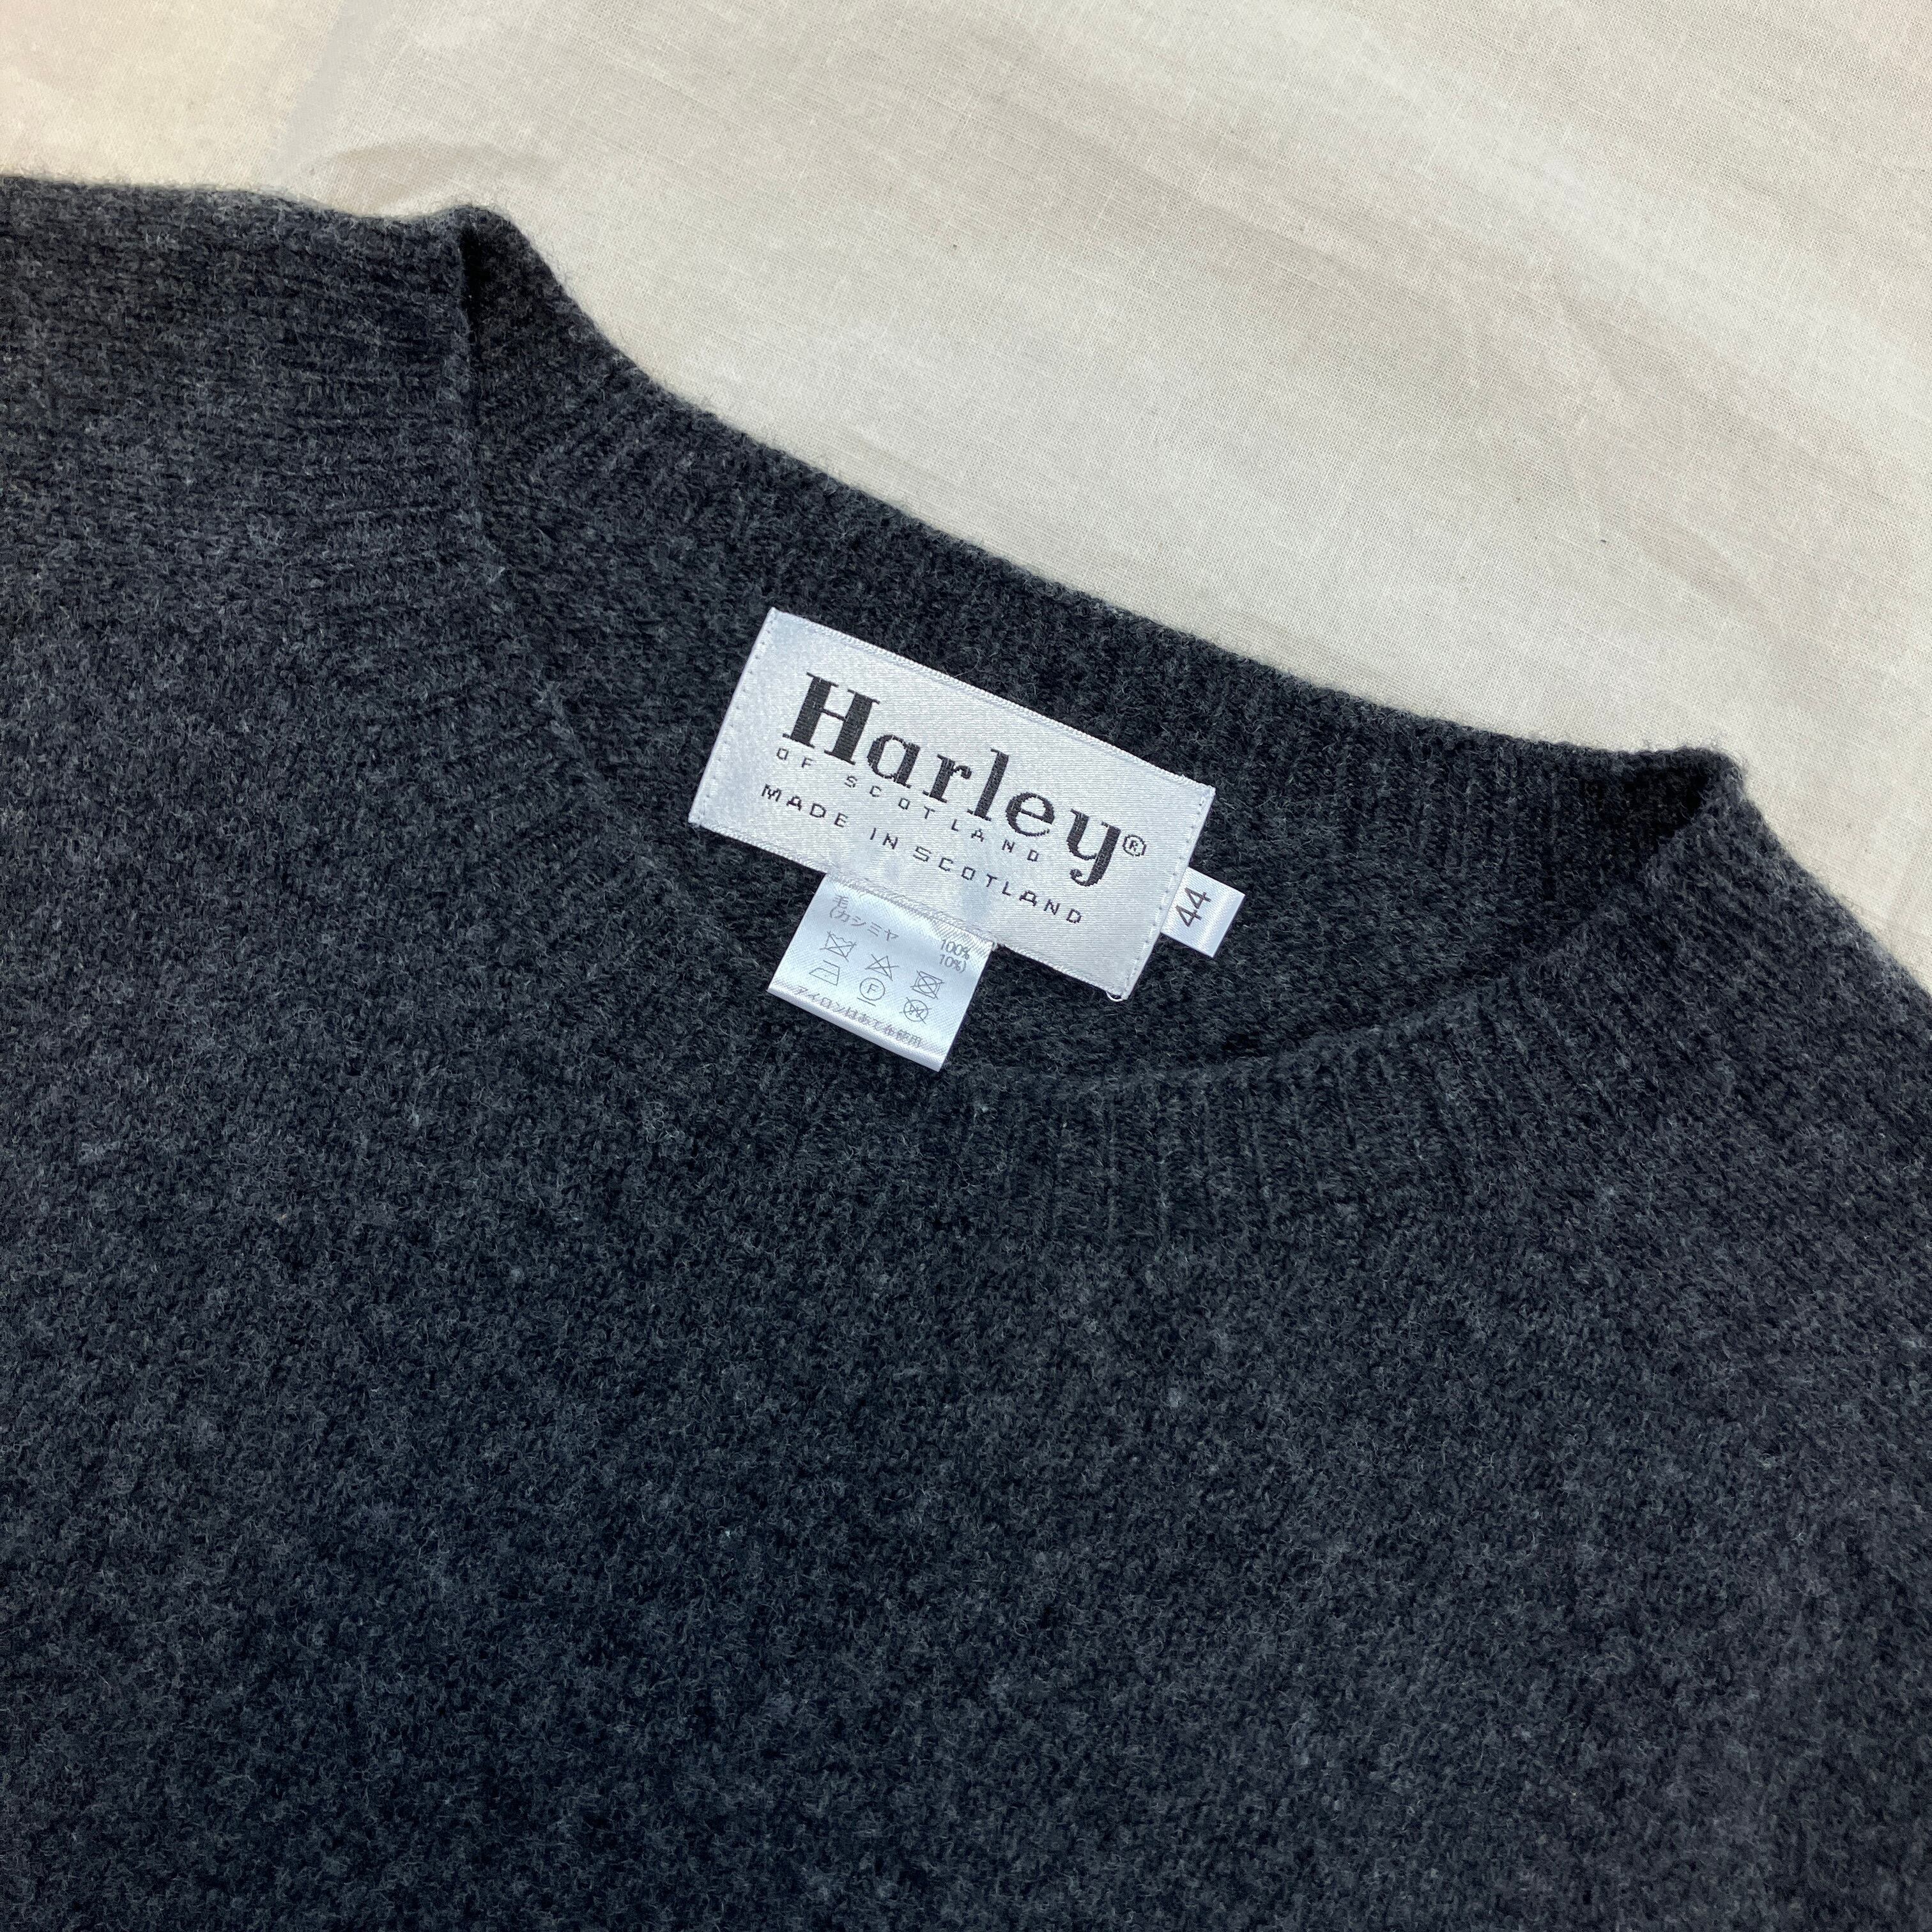 Harley®
OF SCOTLAND
MADE IN SCOTLAND
44
毛 100%
(カシミヤ 10%)
F
W
アイロンはあて布使用